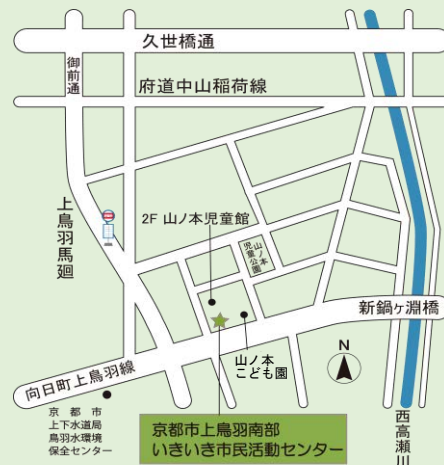 久世橋通
御前通
府道中山稲荷線
上鳥羽馬廻
2F 山ノ本児童館
山ノ本
児童公園
新鍋ヶ淵橋
N
山ノ本
こども園
向日町上鳥羽線
京都市
上下水道局
鳥羽水環境
保全センター
京都市上鳥羽南部
いきいき市民活動センター
西高瀬川